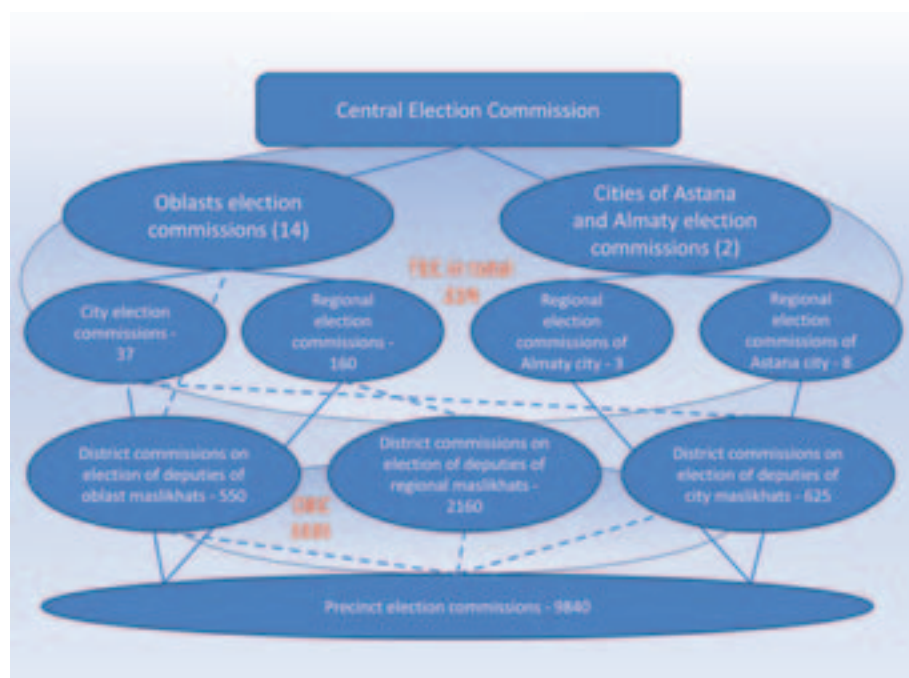 Central Election Commission
Oblasts election
commissions (14)
Cities of Astana
and Almaty election
commissions (2)
City election
commissions -
37
Regional
election
commissions -
160
Regional
election
commissions of
Almaty city - 3
Regional
election
commissions of
Astana city - 8
District commissions on
election of deputies of
oblast maslikhats - 550
District commissions on
election of deputies of
regional maslikhats -
2160
District commissions on
election of deputies of
city maslikhats - 625
Precinct election commissions - 9840